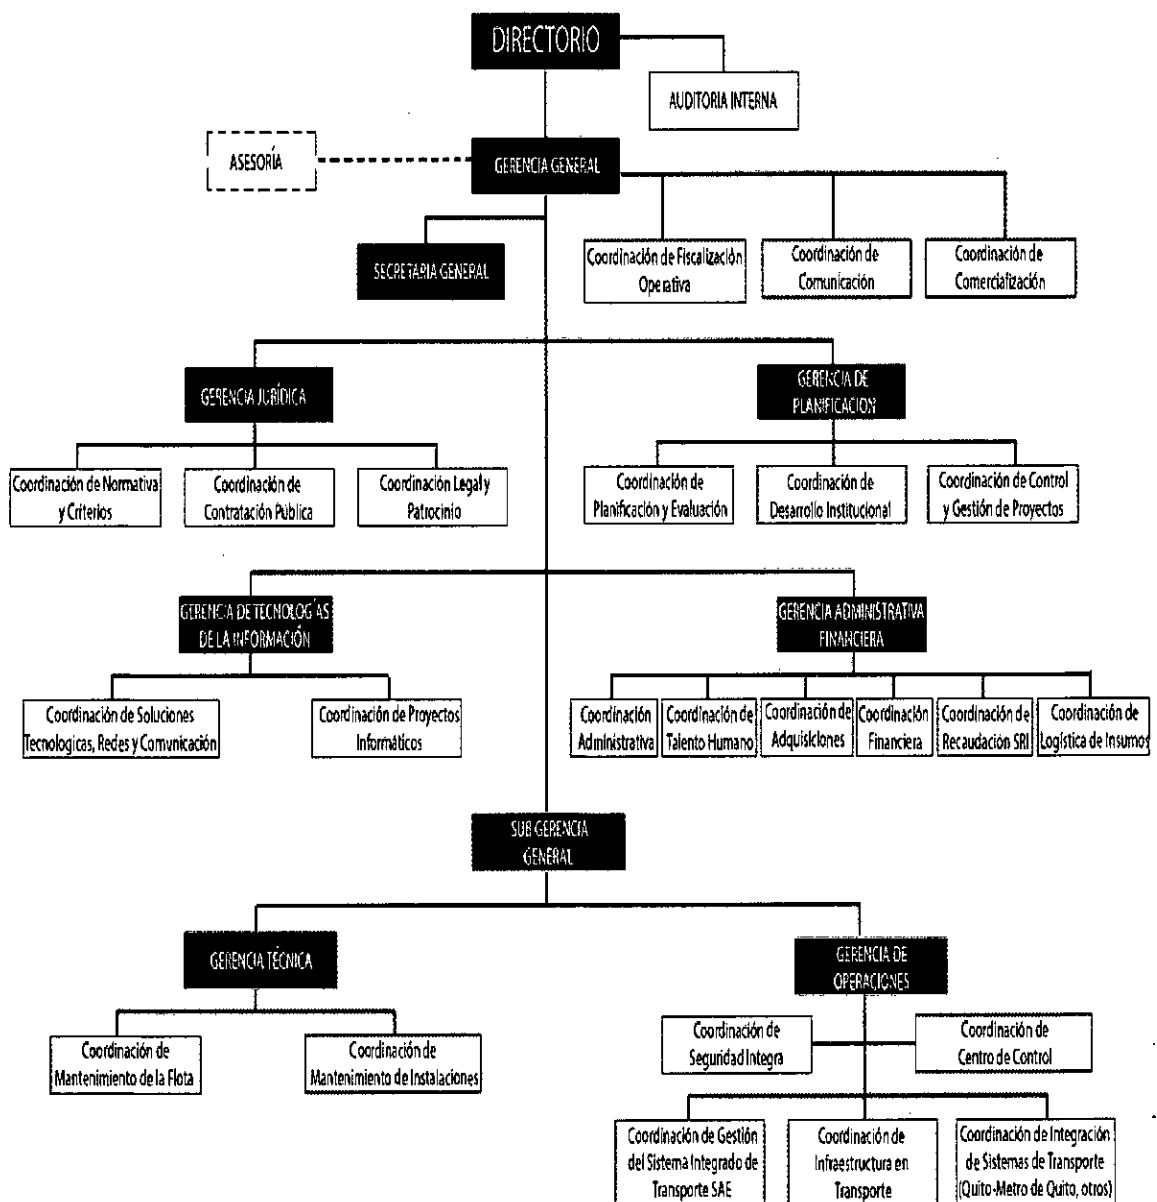 DIRECTORIO
AUDITORIA INTERNA
ASESORÍA
GERENCIA GENERAL
SECRETARIA GENERAL
Coordinación de Fiscalización
Operativa
Coordinación de
Comunicación
Coordinación de
Comercialización
GERENCIA JURÍDICA
GERENCIA DE
PLANIFICACION
Coordinación de Normativa
y Criterios
Coordinación de
Contratación Pública
Coordinación Legal y
Patrocinio
Coordinación de
Planificación y Evaluación
Coordinación de
Desarrollo Institucional
Coordinación de Control
y Gestión de Proyectos
GERENCIA DE TECNOLOGÍAS
DE LA INFORMACIÓN
GERENCIA ADMINISTRATIVA
FINANCIERA
Coordinación de Soluciones
Tecnologicas, Redes y Comunicación
Coordinación de Proyectos
Informáticos
Coordinación
Administrativa
Coordinación de
Talento Humano
Coordinación de
Adquisiciones
Coordinación
Financiera
Coordinación de
Recaudación SRI
Coordinación de
Logística de Insumos
SUB GERENCIA
GENERAL
GERENCIA TÉCNICA
GERENCIA DE
OPERACIONES
Coordinación de
Mantenimiento de la Flota
Coordinación de
Mantenimiento de Instalaciones
Coordinación de
Seguridad Integra
Coordinación de
Centro de Control
Coordinación de Gestión
del Sistema Integrado de
Transporte SAE
Coordinación de
Infraestructura en
Transporte
Coordinación de Integración
de Sistemas de Transporte
(Quito-Metro de Quito, otros)